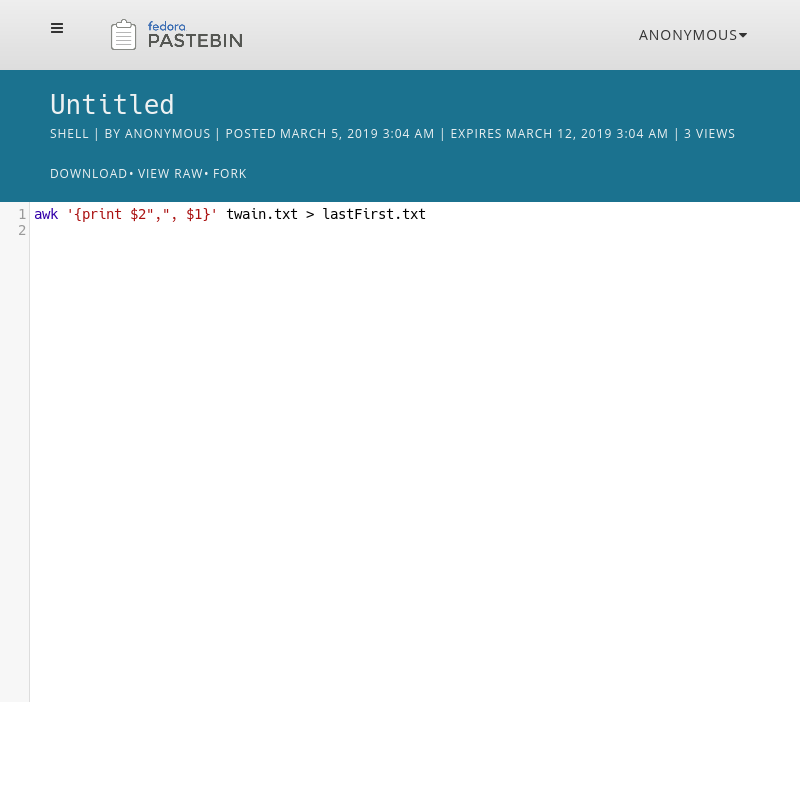 fedora
PASTEBIN
ANONYMOUS
Untitled
SHELL | BY ANONYMOUS | POSTED MARCH 5, 2019 3:04 AM | EXPIRES MARCH 12, 2019 3:04 AM | 3 VIEWS
DOWNLOAD• VIEW RAW• FORK
1 awk '{print $2",", $1}' twain.txt > lastFirst.txt
2